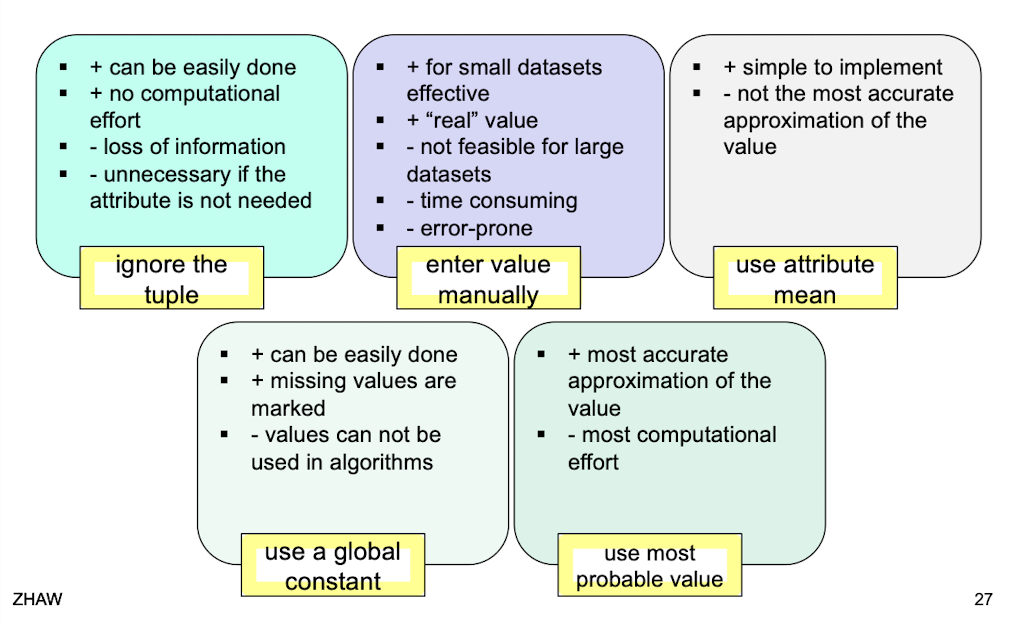 ▪ + can be easily done
▪ + no computational
effort
▪ - loss of information
▪ - unnecessary if the
attribute is not needed
ignore the
tuple
▪ + for small datasets
effective
▪ + “real” value
▪ - not feasible for large
datasets
▪ - time consuming
▪ - error-prone
enter value
manually
▪ + simple to implement
▪ - not the most accurate
approximation of the
value
use attribute
mean
▪ + can be easily done
▪ + missing values are
marked
▪ - values can not be
used in algorithms
use a global
constant
▪ + most accurate
approximation of the
value
▪ - most computational
effort
use most
probable value
ZHAW
27